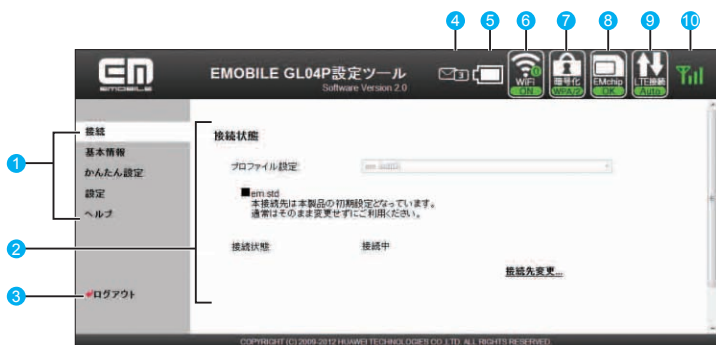 4 5 6 7 8 9 10
EM
EMOBILE
EMOBILE GL04P設定ツール
Software Version 2.0
3
WiFi
ON
暗号化
WPA/2
EMchip
OK
LTE接続
Auto
1
接続
基本情報
かんたん設定
設定
ヘルプ
2
3
ログアウト
接続状態
プロファイル設定
■em.std
本接続先は本製品の初期設定となっています。
通常はそのまま変更せずにご利用ください。
接続状態 接続中
接続先変更...
COPYRIGHT (C) 2009-2012 HUAWEI TECHNOLOGIES CO.,LTD. ALL RIGHTS RESERVED.